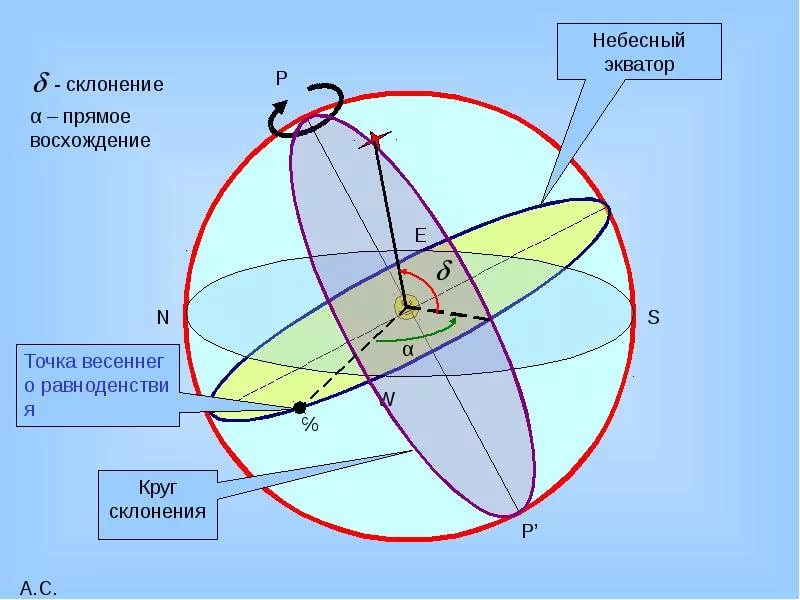 Небесный
экватор
δ - склонение
α – прямое
восхождение
P
E
δ
N
S
α
Точка весеннег
о равноденстви
я
W
℆
Круг
склонения
P’
А.С.